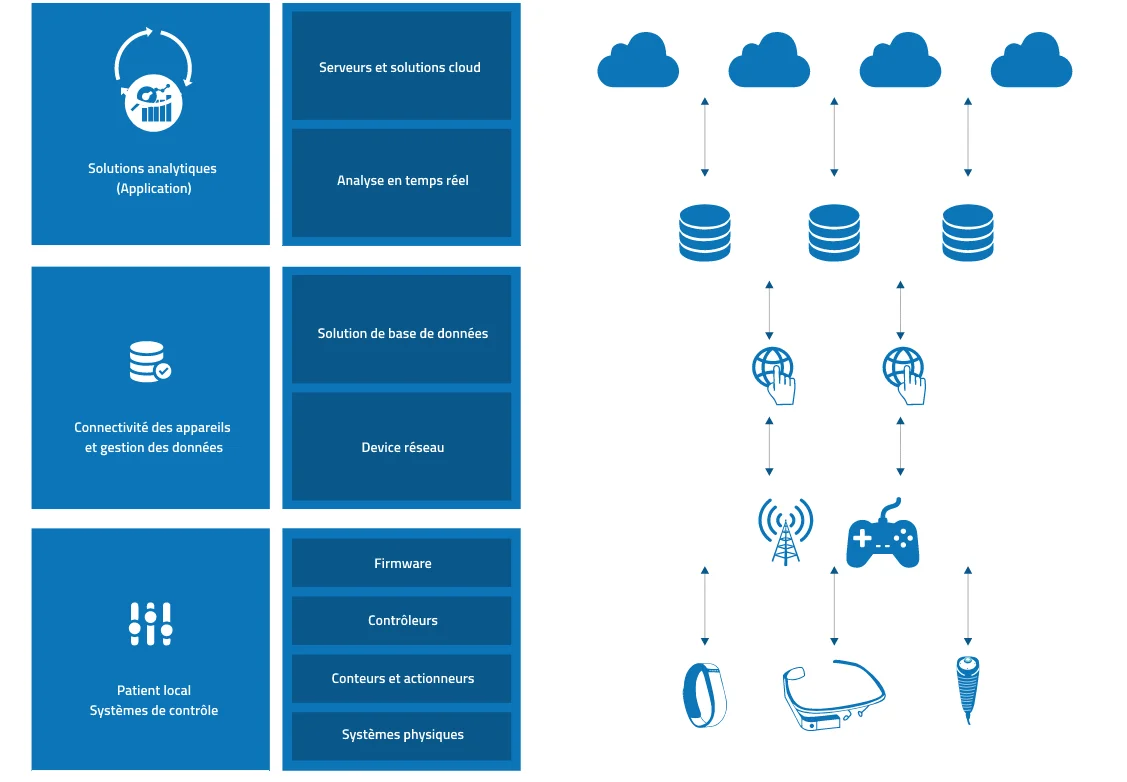 Solutions analytiques
(Application)
Serveurs et solutions cloud
Analyse en temps réel
Connectivité des appareils
et gestion des données
Solution de base de données
Device réseau
Patient local
Systèmes de contrôle
Firmware
Contrôleurs
Conteurs et actionneurs
Systèmes physiques